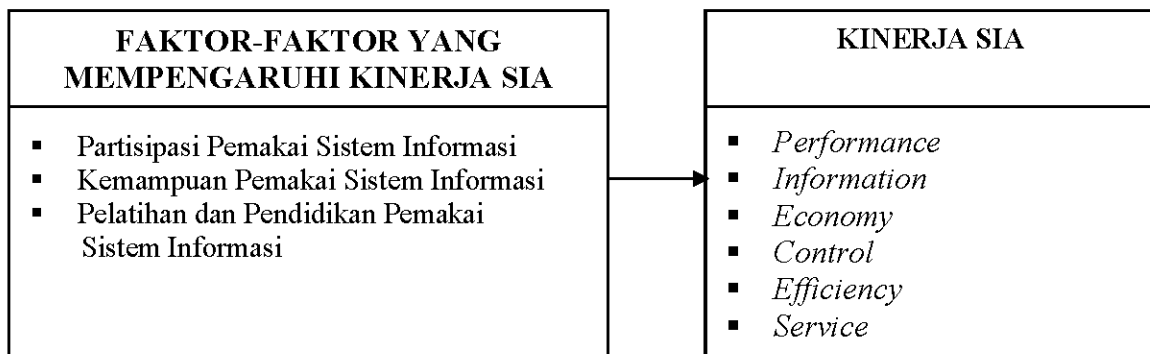 FAKTOR-FAKTOR YANG
MEMPENGARUHI KINERJA SIA
▪ Partisipasi Pemakai Sistem Informasi
▪ Kemampuan Pemakai Sistem Informasi
▪ Pelatihan dan Pendidikan Pemakai
Sistem Informasi
KINERJA SIA
▪ Performance
▪ Information
▪ Economy
▪ Control
▪ Efficiency
▪ Service